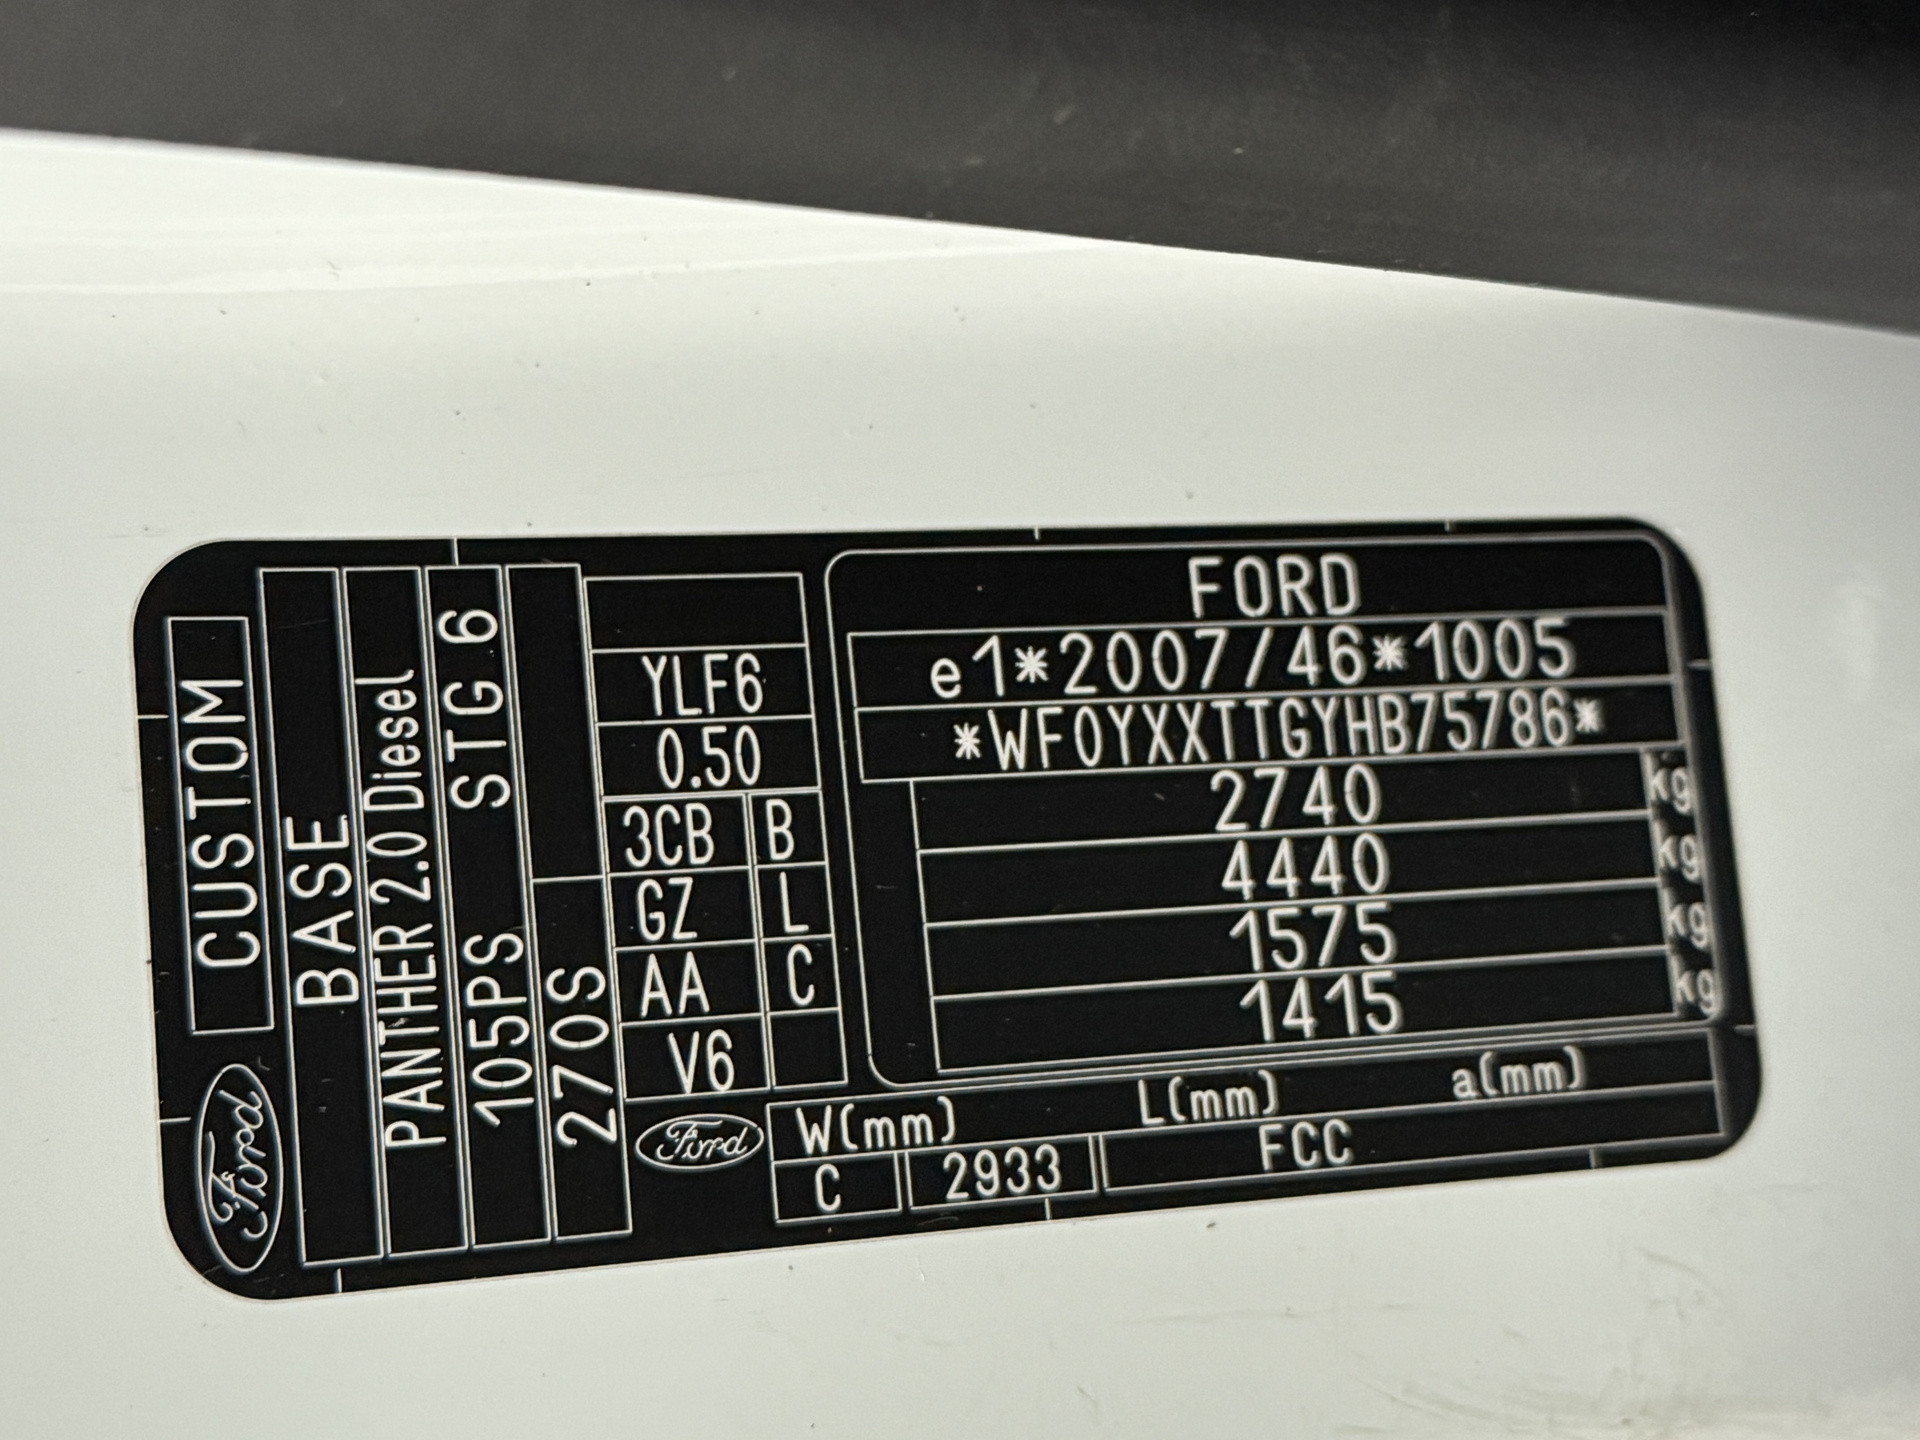 CUSTOM
BASE
PANTHER 2.0 Diesel
105PS STG 6
270S
Ford
YLF6
0.50
3CB B
GZ L
AA C
V6
Ford
FORD
e1*2007/46*1005
*WF0YXXTTGYHB75786*
2740 kg
4440 kg
1575 kg
1415 kg
W(mm) L(mm) a(mm)
C 2933 FCC